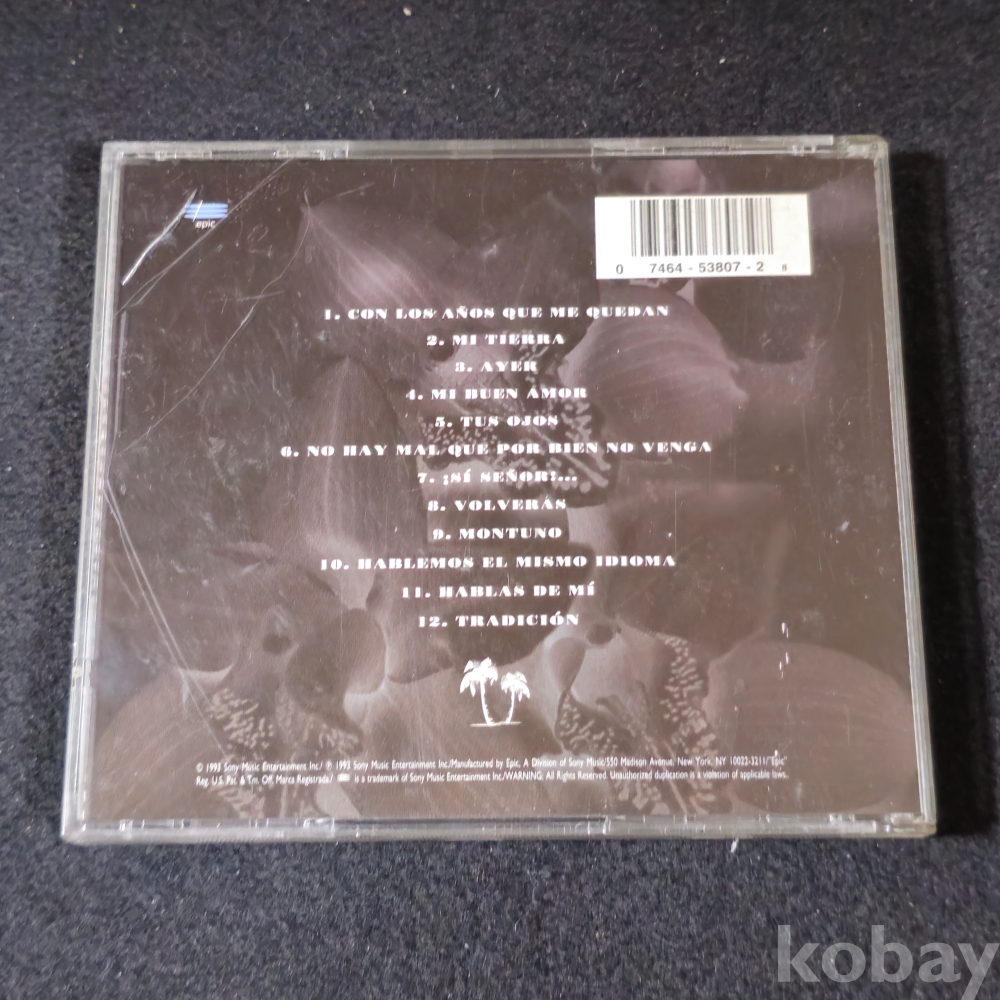 epic
0 7464-53807-2 8
1. CON LOS AÑOS QUE ME QUEDAN
2. MI TIERRA
3. AYER
4. MI BUEN AMOR
5. TUS OJOS
6. NO HAY MAL QUE POR BIEN NO VENGA
7. ¡SÍ SEÑOR!...
8. VOLVERÁS
9. MONTUNO
10. HABLEMOS EL MISMO IDIOMA
11. HABLAS DE MÍ
12. TRADICIÓN
© 1993 Sony Music Entertainment Inc./ ℗ 1993 Sony Music Entertainment Inc./Manufactured by Epic, A Division of Sony Music/550 Madison Avenue, New York, NY 10022-3211/"Epic"
Reg. U.S. Pat. & Tm. Off. Marca Registrada./ is a trademark of Sony Music Entertainment Inc./WARNING: All Rights Reserved. Unauthorized duplication is a violation of applicable laws.
kobay